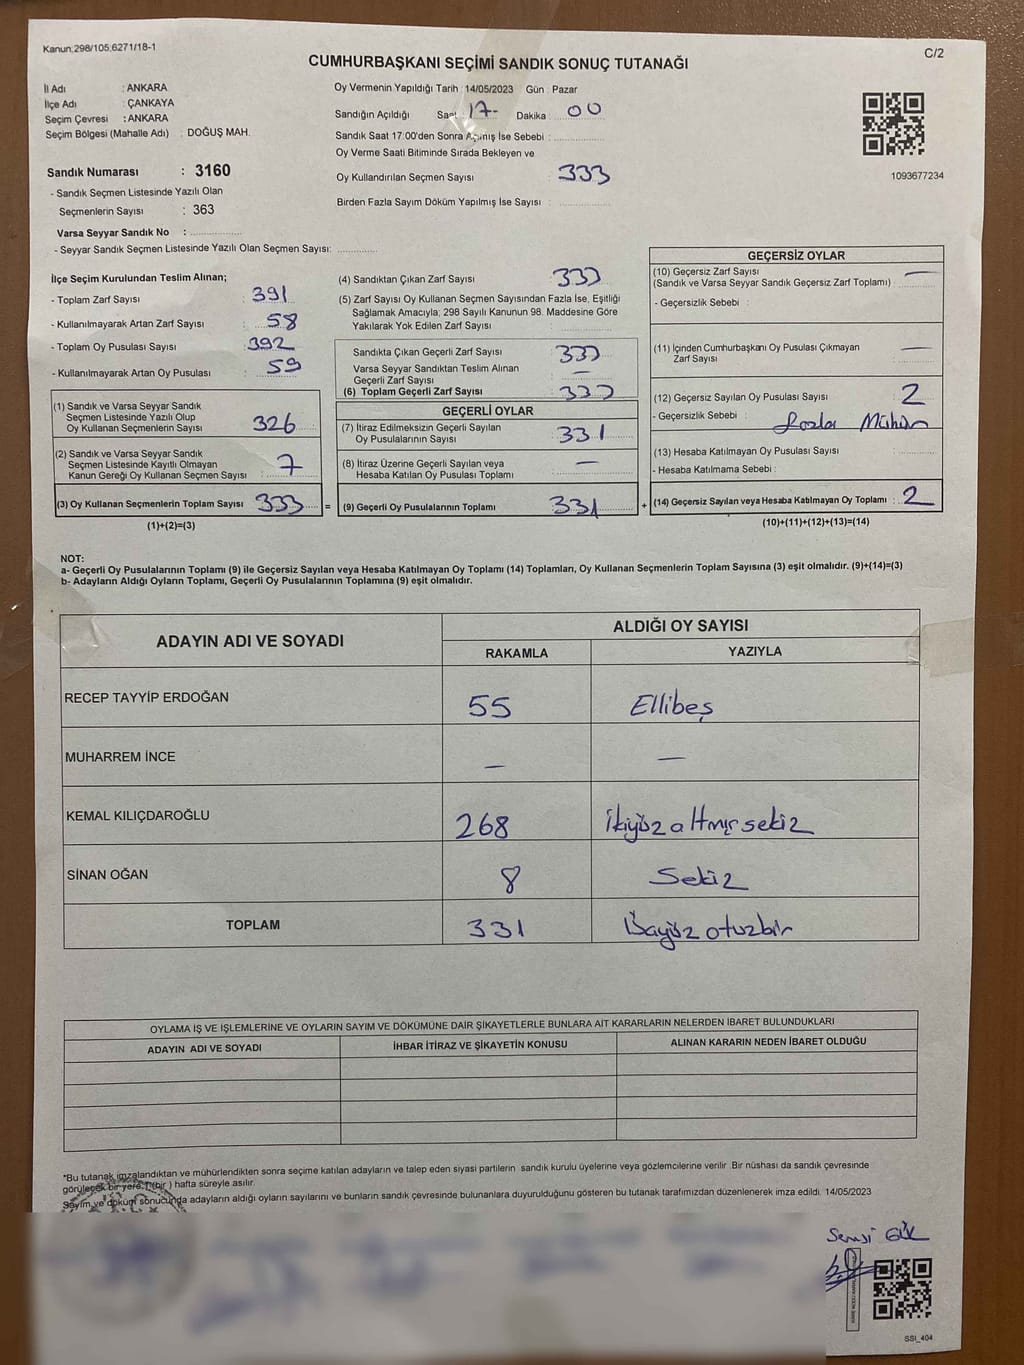 Kanun;298/105;6271/18-1
C/2
CUMHURBAŞKANI SEÇİMİ SANDIK SONUÇ TUTANAĞI
İl Adı : ANKARA
İlçe Adı : ÇANKAYA
Seçim Çevresi : ANKARA
Seçim Bölgesi (Mahalle Adı) : DOĞUŞ MAH.
Sandık Numarası : 3160
- Sandık Seçmen Listesinde Yazılı Olan
Seçmenlerin Sayısı : 363
Varsa Seyyar Sandık No :
- Seyyar Sandık Seçmen Listesinde Yazılı Olan Seçmen Sayısı:
Oy Vermenin Yapıldığı Tarih : 14/05/2023 Gün : Pazar
Sandığın Açıldığı Saat : 17 Dakika : 00
Sandık Saat 17:00'den Sonra Açılmış İse Sebebi :
Oy Verme Saati Bitiminde Sırada Bekleyen ve
Oy Kullandırılan Seçmen Sayısı : 333
Birden Fazla Sayım Döküm Yapılmış İse Sayısı :
1093677234
İlçe Seçim Kurulundan Teslim Alınan;
- Toplam Zarf Sayısı : 391
- Kullanılmayarak Artan Zarf Sayısı : 58
- Toplam Oy Pusulası Sayısı : 392
- Kullanılmayarak Artan Oy Pusulası : 59
(1) Sandık ve Varsa Seyyar Sandık
Seçmen Listesinde Yazılı Olup
Oy Kullanan Seçmenlerin Sayısı : 326
(2) Sandık ve Varsa Seyyar Sandık
Seçmen Listesinde Kayıtlı Olmayan
Kanun Gereği Oy Kullanan Seçmen Sayısı : 7
(3) Oy Kullanan Seçmenlerin Toplam Sayısı : 333 =
(1)+(2)=(3)
(4) Sandıktan Çıkan Zarf Sayısı : 333
(5) Zarf Sayısı Oy Kullanan Seçmen Sayısından Fazla İse, Eşitliği
Sağlamak Amacıyla; 298 Sayılı Kanunun 98. Maddesine Göre
Yakılarak Yok Edilen Zarf Sayısı :
Sandıkta Çıkan Geçerli Zarf Sayısı : 333
Varsa Seyyar Sandıktan Teslim Alınan
Geçerli Zarf Sayısı : —
(6) Toplam Geçerli Zarf Sayısı : 333
GEÇERLİ OYLAR
(7) İtiraz Edilmeksizin Geçerli Sayılan
Oy Pusulalarının Sayısı : 331
(8) İtiraz Üzerine Geçerli Sayılan veya
Hesaba Katılan Oy Pusulası Toplamı : —
(9) Geçerli Oy Pusulalarının Toplamı : 331 +
GEÇERSİZ OYLAR
(10) Geçersiz Zarf Sayısı : —
(Sandık ve Varsa Seyyar Sandık Geçersiz Zarf Toplamı)
- Geçersizlik Sebebi :
(11) İçinden Cumhurbaşkanı Oy Pusulası Çıkmayan
Zarf Sayısı : —
(12) Geçersiz Sayılan Oy Pusulası Sayısı : 2
- Geçersizlik Sebebi :
(13) Hesaba Katılmayan Oy Pusulası Sayısı :
- Hesaba Katılmama Sebebi :
(14) Geçersiz Sayılan veya Hesaba Katılmayan Oy Toplamı : 2
(10)+(11)+(12)+(13)=(14)
NOT:
a- Geçerli Oy Pusulalarının Toplamı (9) ile Geçersiz Sayılan veya Hesaba Katılmayan Oy Toplamı (14) Toplamları, Oy Kullanan Seçmenlerin Toplam Sayısına (3) eşit olmalıdır. (9)+(14)=(3)
b- Adayların Aldığı Oyların Toplamı, Geçerli Oy Pusulalarının Toplamına (9) eşit olmalıdır.
ADAYIN ADI VE SOYADI
ALDIĞI OY SAYISI
RAKAMLA YAZIYLA
RECEP TAYYİP ERDOĞAN 55 Ellibeş
MUHARREM İNCE — —
KEMAL KILIÇDAROĞLU 268 ikiyüzaltmışsekiz
SİNAN OĞAN 8 Sekiz
TOPLAM 331 Üçyüzotuzbir
OYLAMA İŞ VE İŞLEMLERİNE VE OYLARIN SAYIM VE DÖKÜMÜNE DAİR ŞİKAYETLERLE BUNLARA AİT KARARLARIN NELERDEN İBARET BULUNDUKLARI
ADAYIN ADI VE SOYADI İHBAR İTİRAZ VE ŞİKAYETİN KONUSU ALINAN KARARIN NEDEN İBARET OLDUĞU
*Bu tutanak imzalandıktan ve mühürlendikten sonra seçime katılan adayların ve talep eden siyasi partilerin sandık kurulu üyelerine veya gözlemcilerine verilir .Bir nüshası da sandık çevresinde
görülecek bir yere 1 (bir ) hafta süreyle asılır.
Sayım ve döküm sonucunda adayların aldığı oyların sayılarını ve bunların sandık çevresinde bulunanlara duyurulduğunu gösteren bu tutanak tarafımızdan düzenlenerek imza edildi. 14/05/2023
SSİ_404